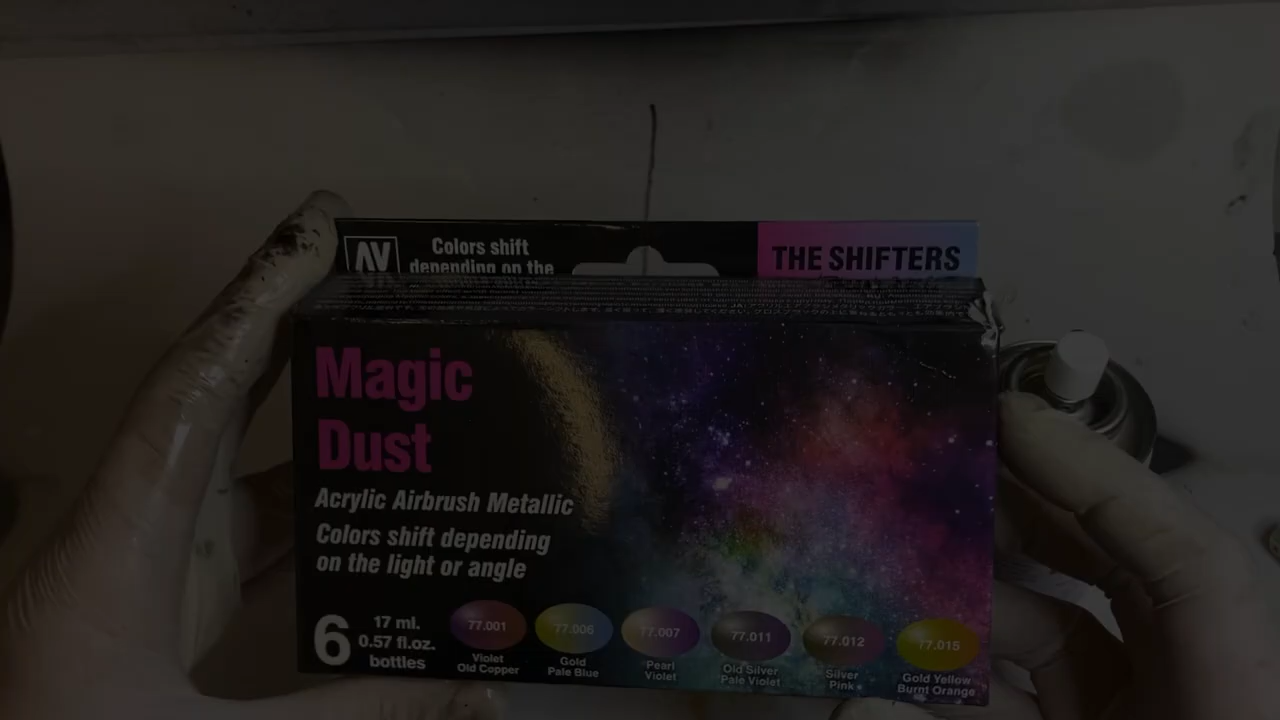 AV
Colors shift
depending on the
THE SHIFTERS
Magic
Dust
Acrylic Airbrush Metallic
Colors shift depending
on the light or angle
6
17 ml.
0.57 fl.oz.
bottles
77.001
Violet
Old Copper
77.006
Gold
Pale Blue
77.007
Pearl
Violet
77.011
Old Silver
Pale Violet
77.012
Silver
Pink
77.015
Gold Yellow
Burnt Orange